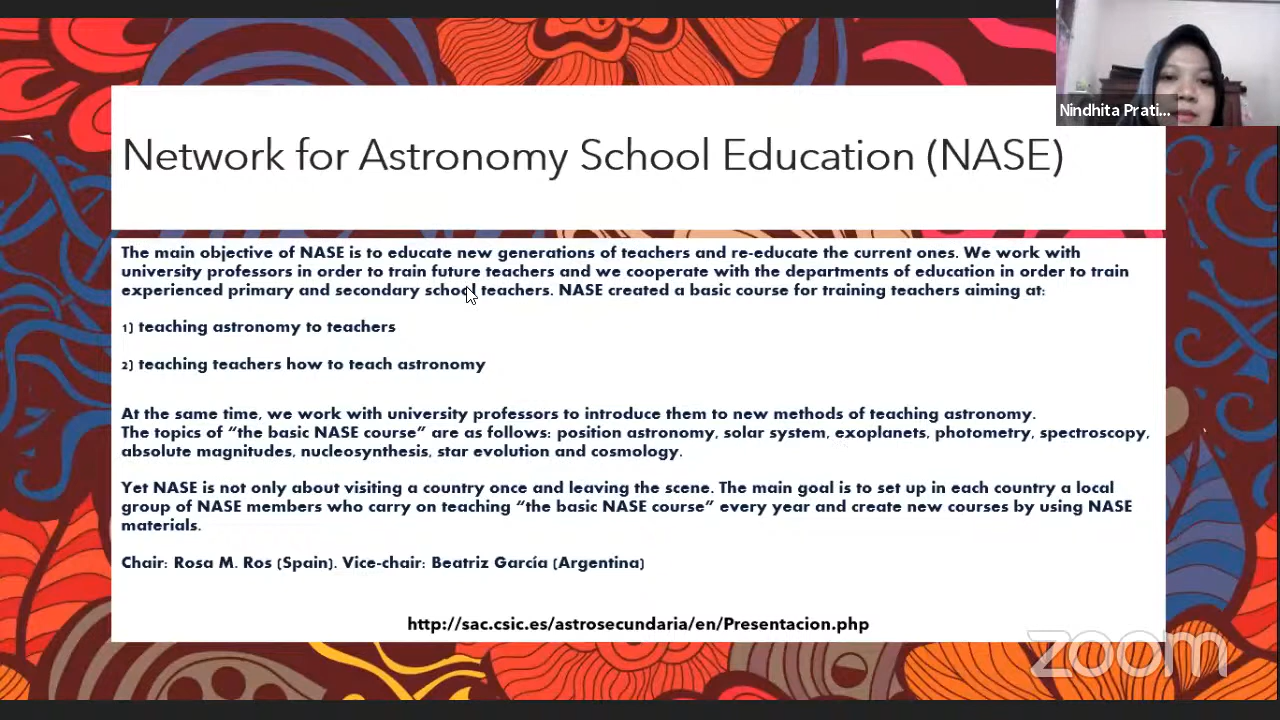 Nindhita Prati...
Network for Astronomy School Education (NASE)
The main objective of NASE is to educate new generations of teachers and re-educate the current ones. We work with
university professors in order to train future teachers and we cooperate with the departments of education in order to train
experienced primary and secondary school teachers. NASE created a basic course for training teachers aiming at:
1) teaching astronomy to teachers
2) teaching teachers how to teach astronomy
At the same time, we work with university professors to introduce them to new methods of teaching astronomy.
The topics of “the basic NASE course” are as follows: position astronomy, solar system, exoplanets, photometry, spectroscopy,
absolute magnitudes, nucleosynthesis, star evolution and cosmology.
Yet NASE is not only about visiting a country once and leaving the scene. The main goal is to set up in each country a local
group of NASE members who carry on teaching “the basic NASE course” every year and create new courses by using NASE
materials.
Chair: Rosa M. Ros (Spain). Vice-chair: Beatriz García (Argentina)
http://sac.csic.es/astrosecundaria/en/Presentacion.php
zoom